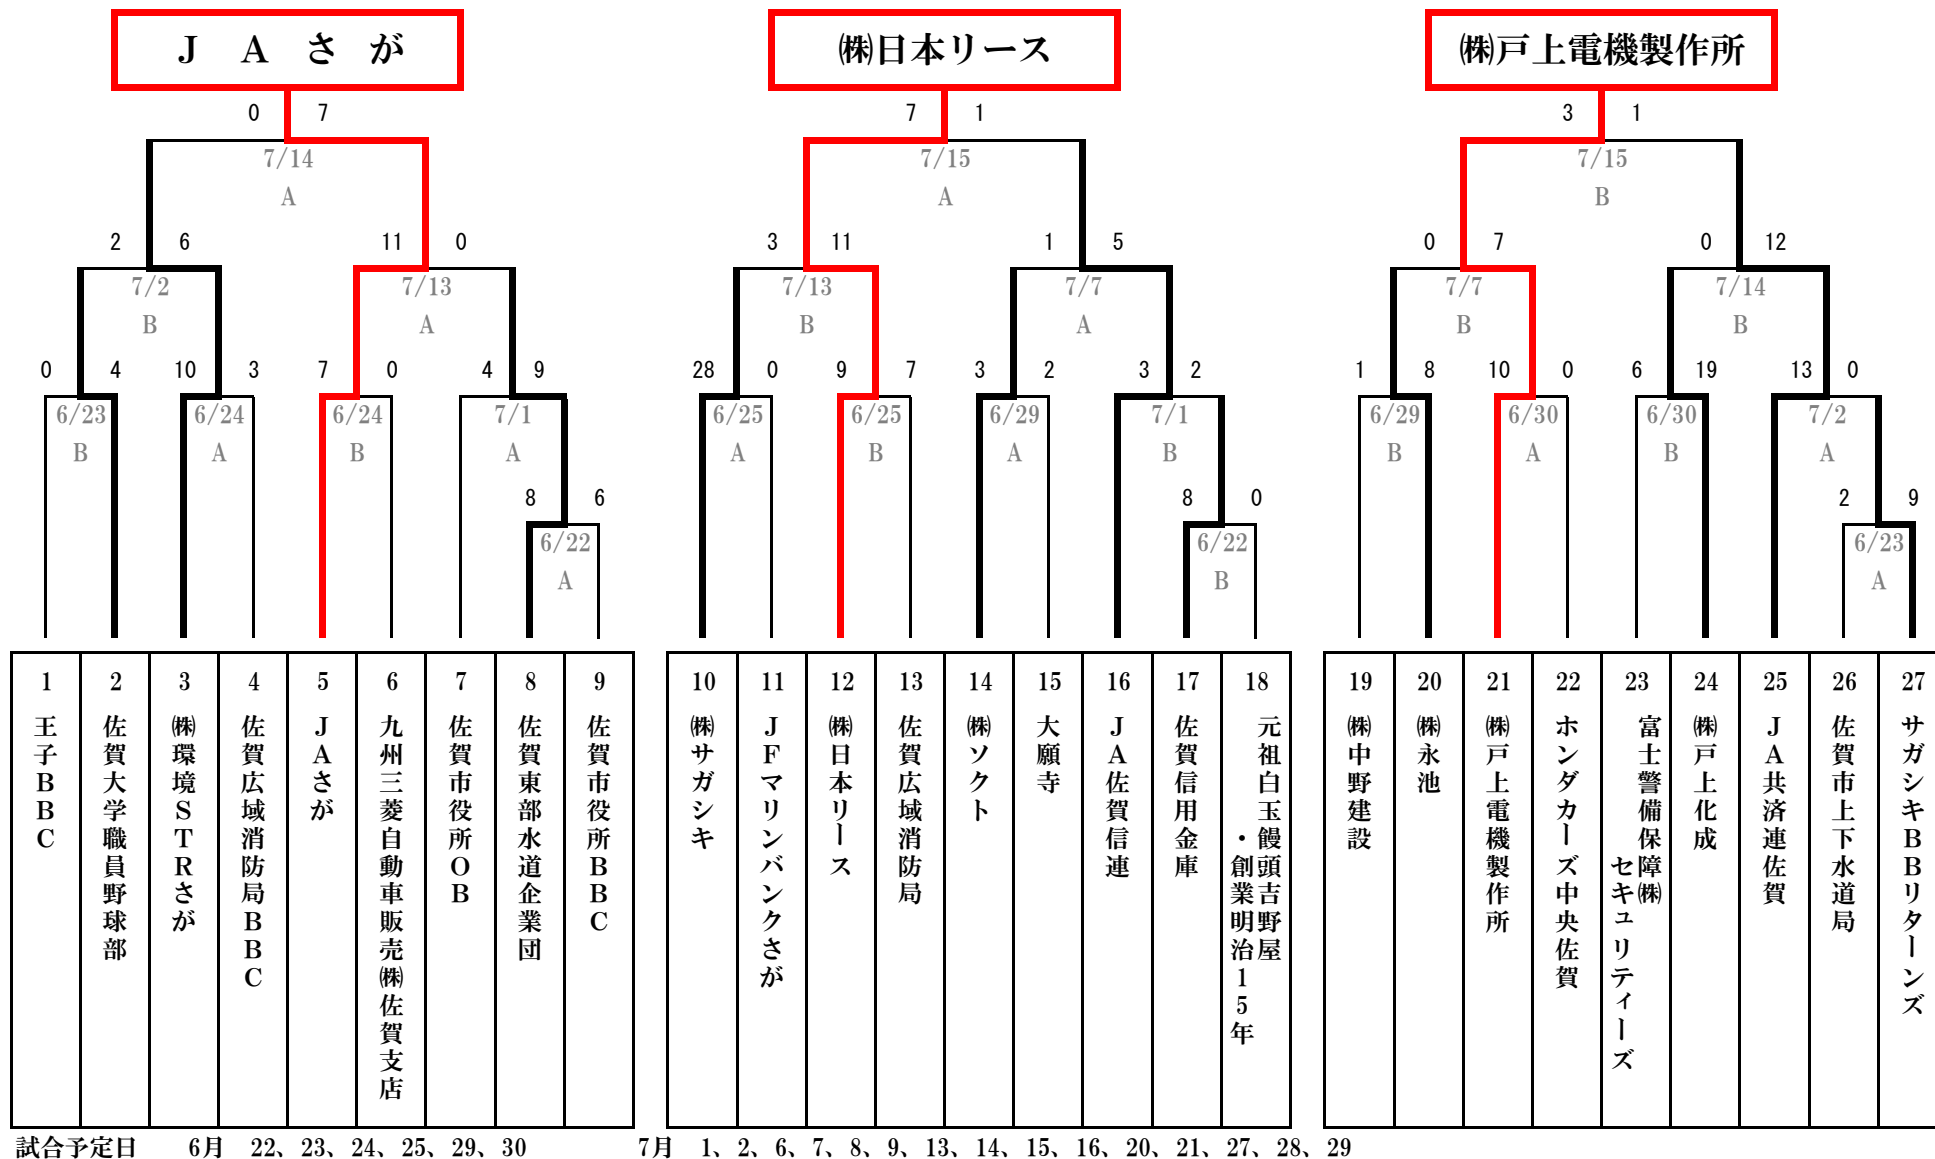 ＪＡさが
㈱日本リース
㈱戸上電機製作所
0 7 7 1 3 1
7/14 7/15 7/15
A A B
2 6 11 0 3 11 1 5 0 7 0 12
7/2 7/13 7/13 7/7 7/7 7/14
B A B A B B
0 4 10 3 7 0 4 9 28 0 9 7 3 2 3 2 1 8 10 0 6 19 13 0
6/23 6/24 6/24 7/1 6/25 6/25 6/29 7/1 6/29 6/30 6/30 7/2
B A B A A B A B B A B A
8 6 8 0 2 9
6/22 6/22 6/23
A B A
1 王子ＢＢＣ
2 佐賀大学職員野球部
3 ㈱環境ＳＴＲさが
4 佐賀広域消防局ＢＢＣ
5 ＪＡさが
6 九州三菱自動車販売㈱佐賀支店
7 佐賀市役所ＯＢ
8 佐賀東部水道企業団
9 佐賀市役所ＢＢＣ
10 ㈱サガシキ
11 ＪＦマリンバンクさが
12 ㈱日本リース
13 佐賀広域消防局
14 ㈱ソクト
15 大願寺
16 ＪＡ佐賀信連
17 佐賀信用金庫
18 元祖白玉饅頭吉野屋
・創業明治１５年
19 ㈱中野建設
20 ㈱永池
21 ㈱戸上電機製作所
22 ホンダカーズ中央佐賀
23 富士警備保障㈱
セキュリティーズ
24 ㈱戸上化成
25 ＪＡ共済連佐賀
26 佐賀市上下水道局
27 サガシキＢＢリターンズ
試合予定日 6月 22、23、24、25、29、30 7月 1、2、6、7、8、9、13、14、15、16、20、21、27、28、29